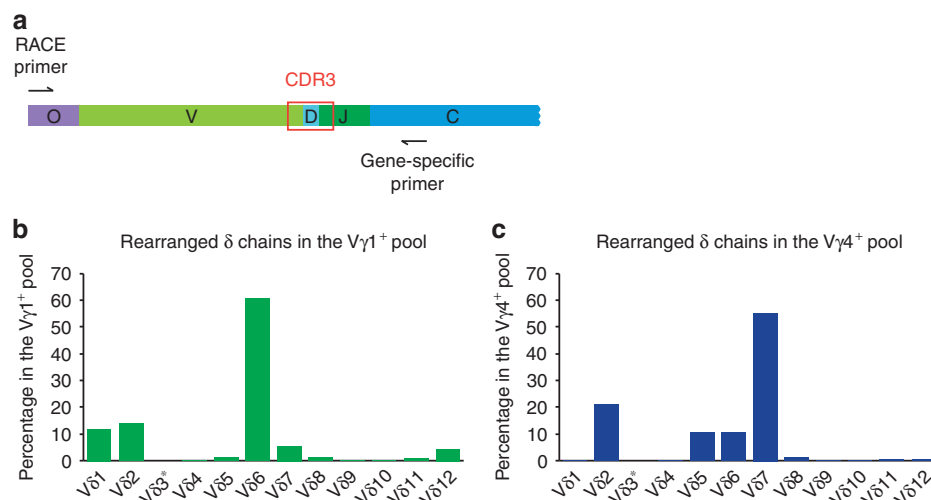 a
RACE
primer
CDR3
O V D J C
Gene-specific
primer
b
Rearranged δ chains in the Vγ1⁺ pool
Percentage in the Vγ1⁺ pool
70
60
50
40
30
20
10
0
Vδ1 Vδ2 Vδ3* Vδ4 Vδ5 Vδ6 Vδ7 Vδ8 Vδ9 Vδ10 Vδ11 Vδ12
c
Rearranged δ chains in the Vγ4⁺ pool
Percentage in the Vγ4⁺ pool
70
60
50
40
30
20
10
0
Vδ1 Vδ2 Vδ3* Vδ4 Vδ5 Vδ6 Vδ7 Vδ8 Vδ9 Vδ10 Vδ11 Vδ12